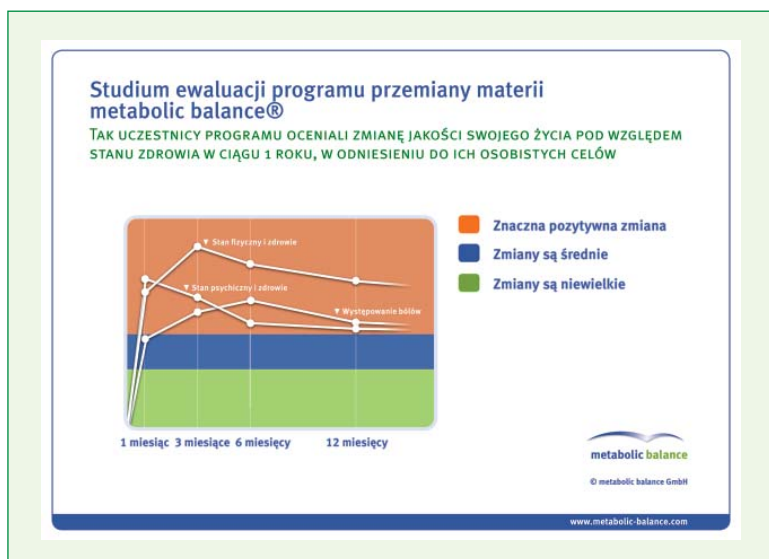 Studium ewaluacji programu przemiany materii
metabolic balance®
TAK UCZESTNICY PROGRAMU OCENIALI ZMIANĘ JAKOŚCI SWOJEGO ŻYCIA POD WZGLĘDEM
STANU ZDROWIA W CIĄGU 1 ROKU, W ODNIESIENIU DO ICH OSOBISTYCH CELÓW
▼ Stan fizyczny i zdrowie
▼ Stan psychiczny i zdrowie
▼ Występowanie bólów
Znaczna pozytywna zmiana
Zmiany są średnie
Zmiany są niewielkie
1 miesiąc 3 miesiące 6 miesięcy 12 miesięcy
metabolic balance
© metabolic balance GmbH
www.metabolic-balance.com